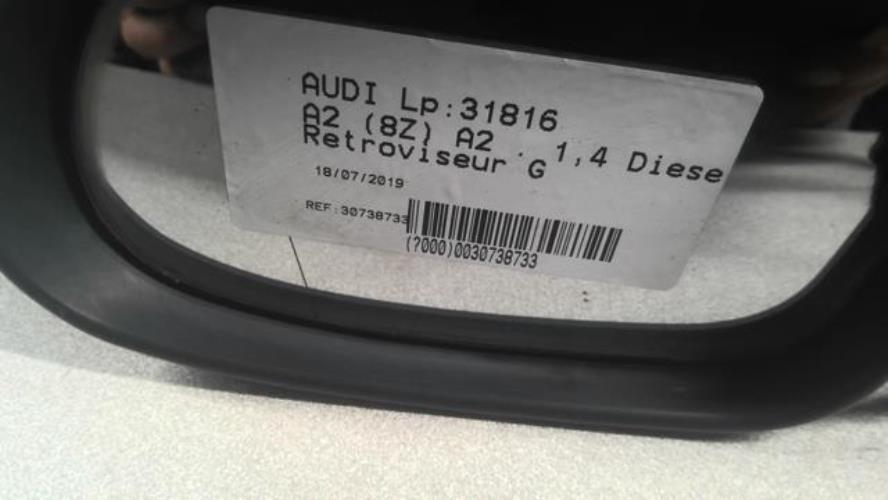 AUDI Lp:31816
A2 (8Z) A2 . 1,4 Diese
Retroviseur G
18/07/2019
REF:30738733
(?000)0030738733